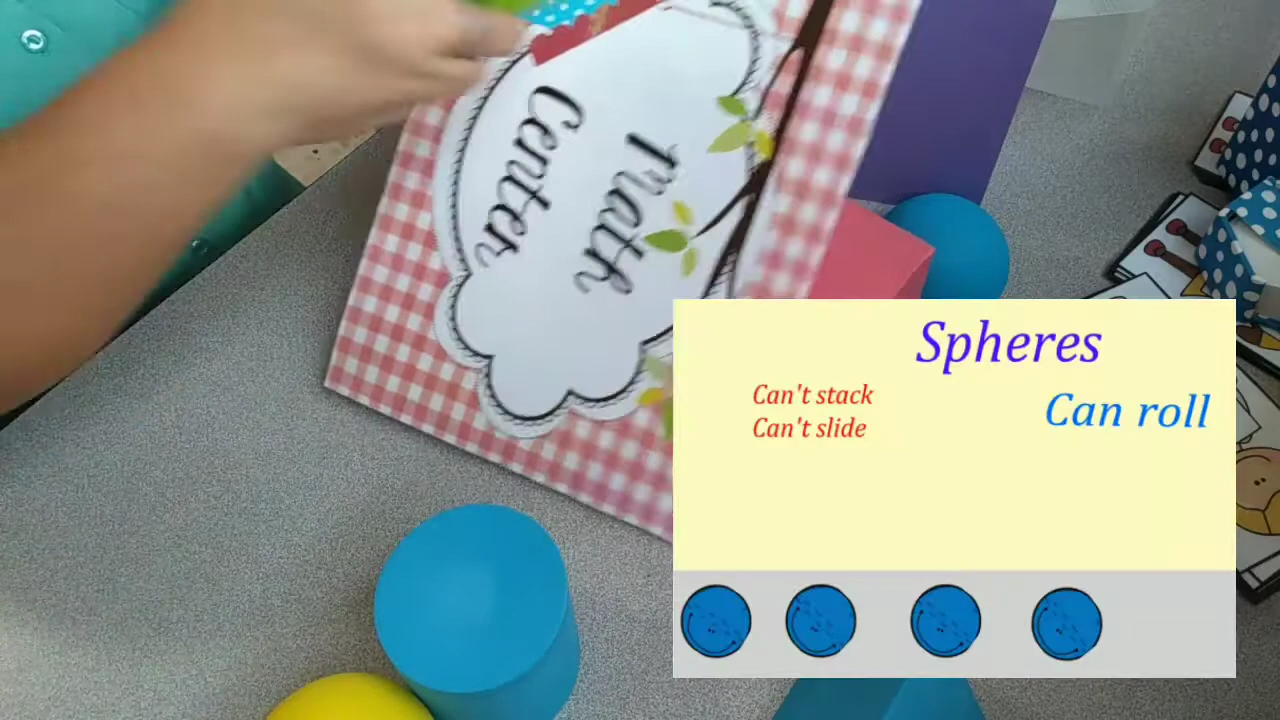 Math
Center
Spheres
Can't stack
Can't slide
Can roll